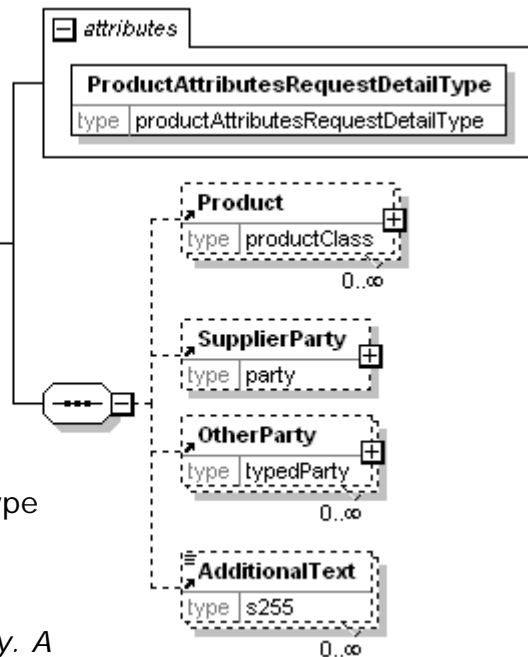 attributes
ProductAttributesRequestDetailType
type productAttributesRequestDetailType
Product
type productClass
0..∞
SupplierParty
type party
OtherParty
type typedParty
0..∞
ype
AdditionalText
type s255
y. A
0..∞